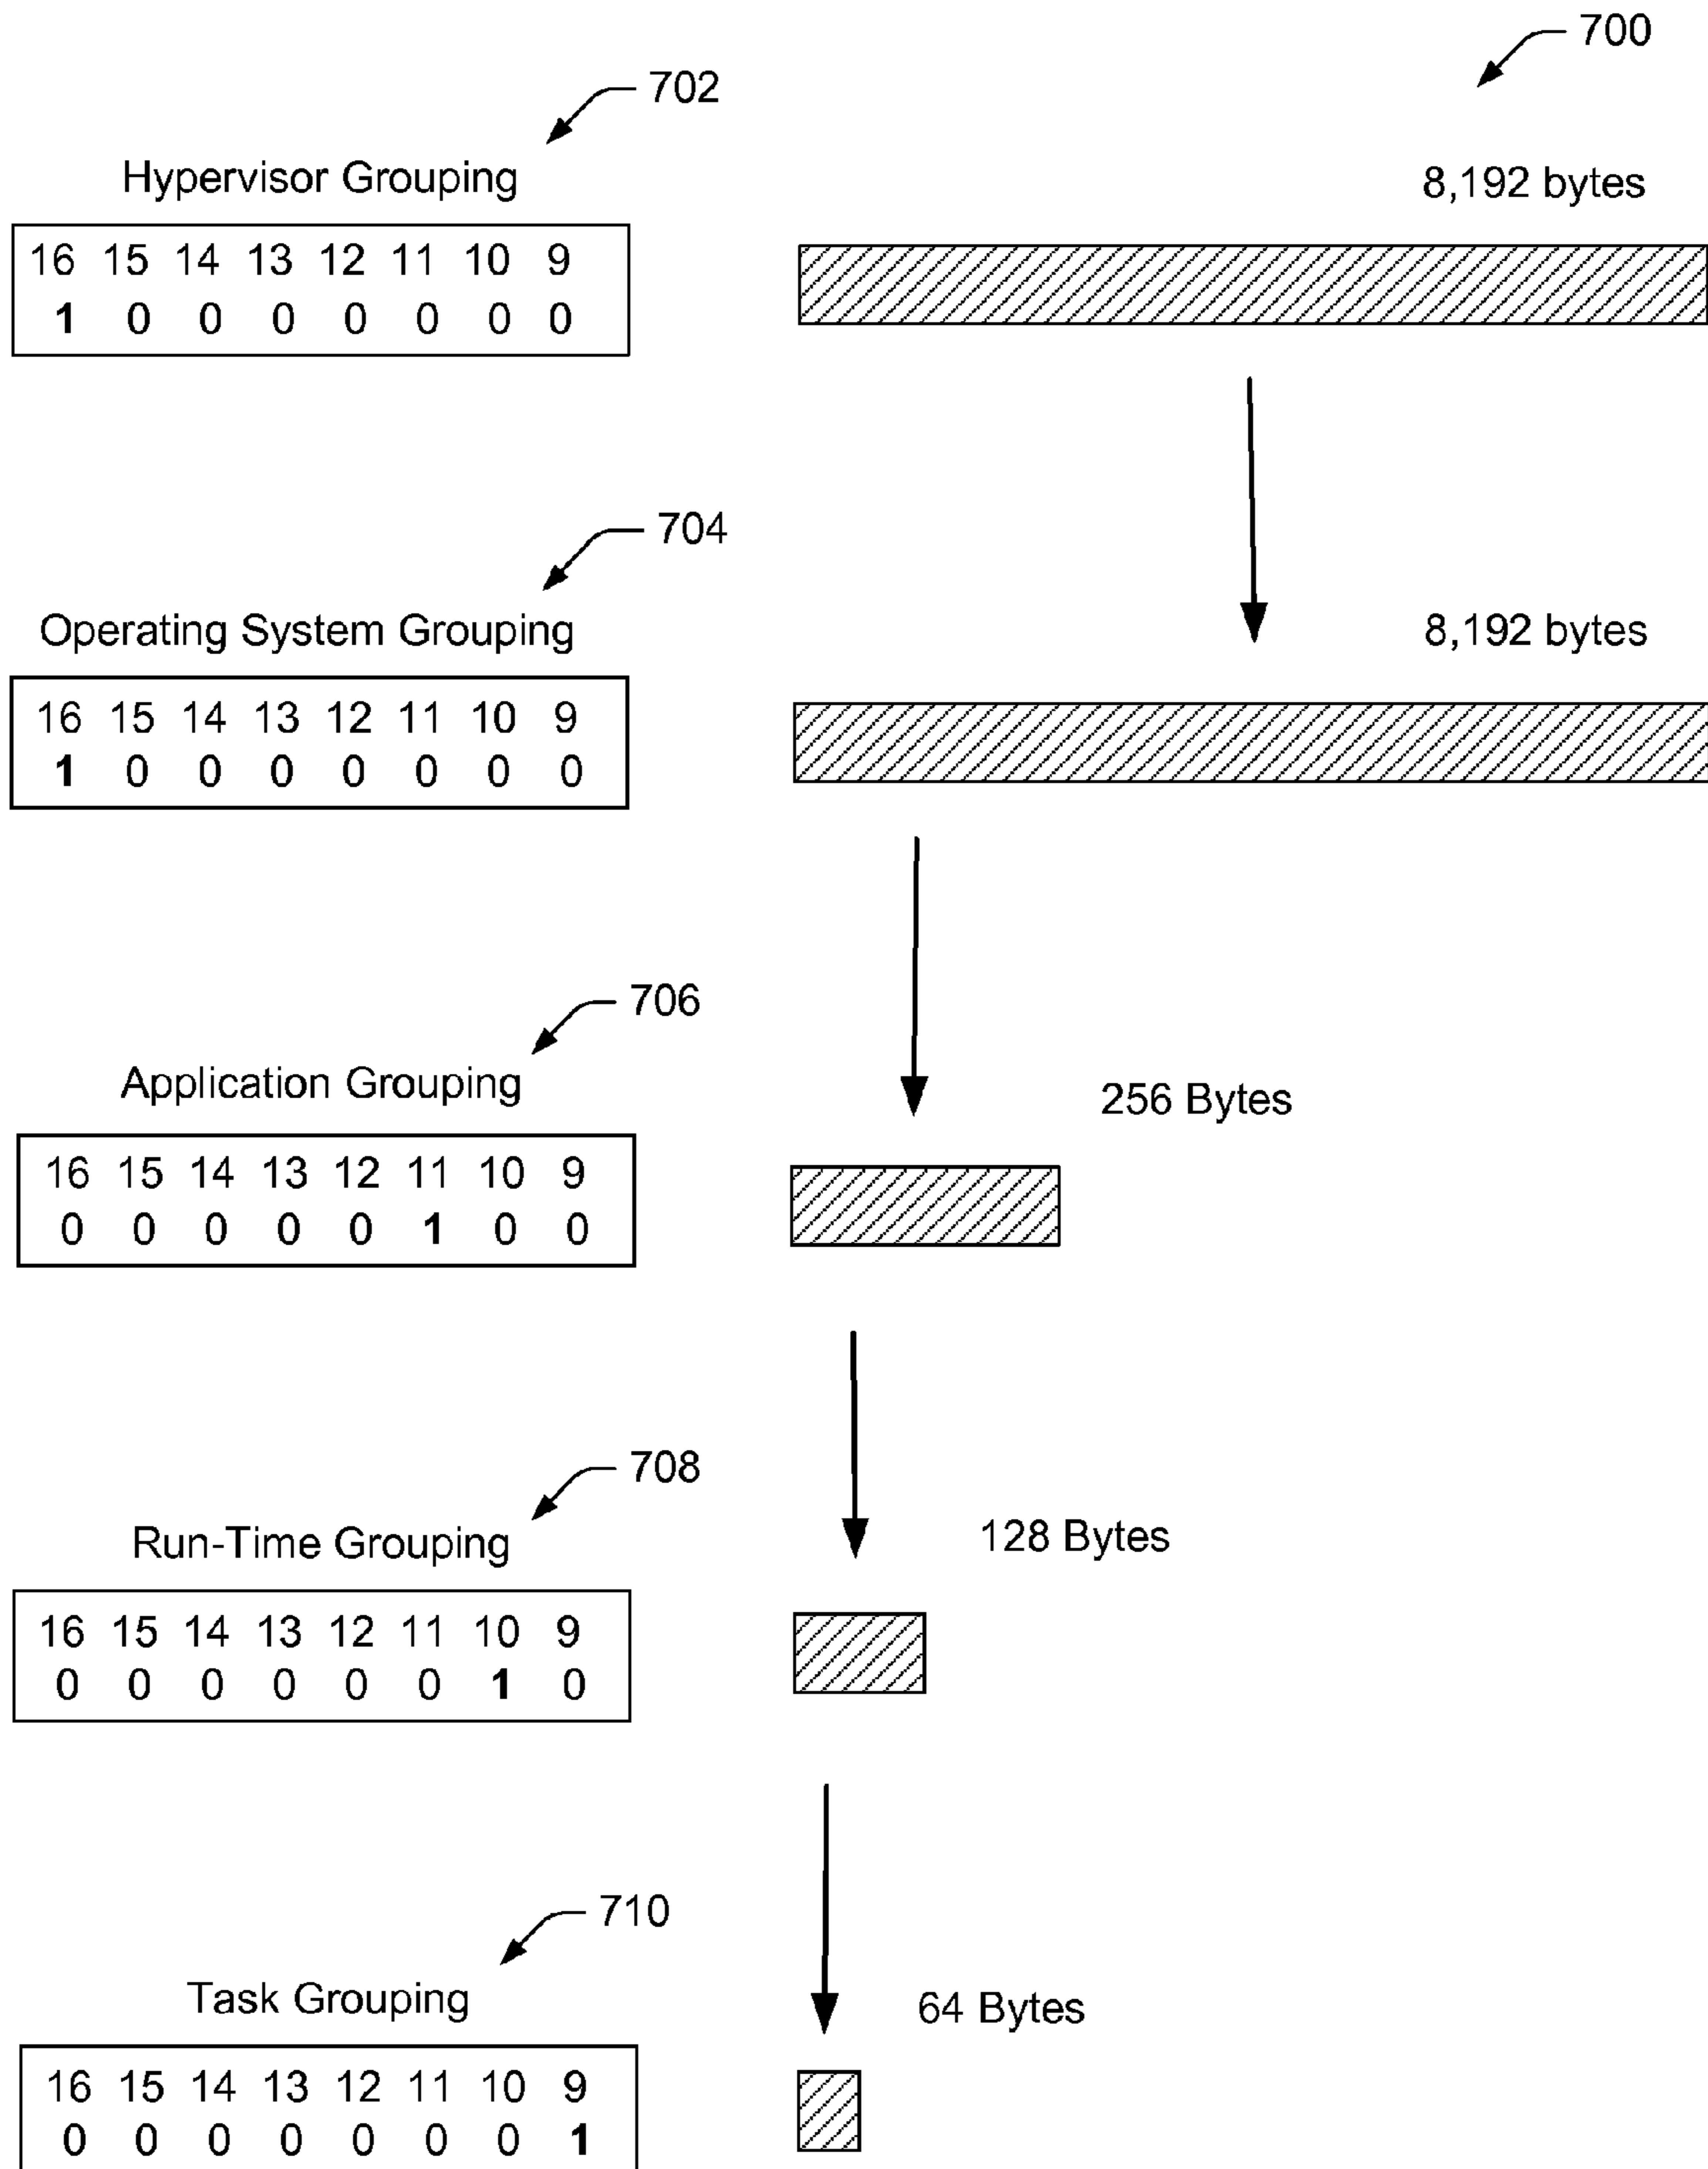 700
702
Hypervisor Grouping
8,192 bytes
16 15 14 13 12 11 10 9
1 0 0 0 0 0 0 0
704
Operating System Grouping
8,192 bytes
16 15 14 13 12 11 10 9
1 0 0 0 0 0 0 0
706
Application Grouping
256 Bytes
16 15 14 13 12 11 10 9
0 0 0 0 0 1 0 0
708
Run-Time Grouping
128 Bytes
16 15 14 13 12 11 10 9
0 0 0 0 0 0 1 0
710
Task Grouping
64 Bytes
16 15 14 13 12 11 10 9
0 0 0 0 0 0 0 1